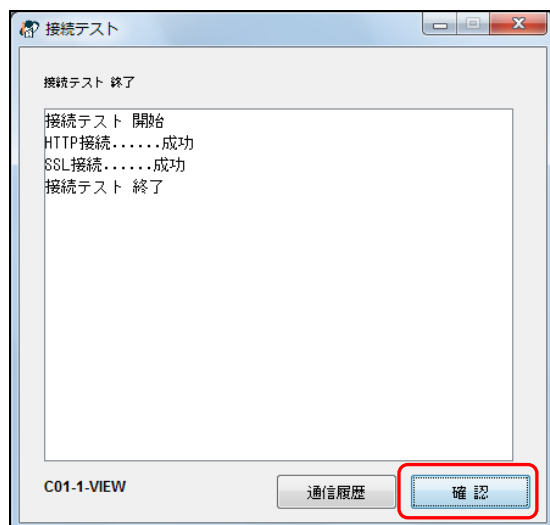 接続テスト
接続テスト 終了
接続テスト 開始
HTTP接続......成功
SSL接続......成功
接続テスト 終了
C01-1-VIEW
通信履歴
確 認